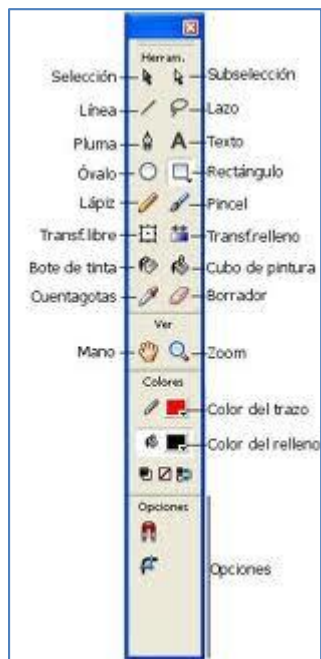 Herram.
Selección Subselección
Línea Lazo
Pluma A Texto
Óvalo Rectángulo
Lápiz Pincel
Transf.libre Transf.relleno
Bote de tinta Cubo de pintura
Cuentagotas Borrador
Ver
Mano Zoom
Colores
Color del trazo
Color del relleno
Opciones
Opciones